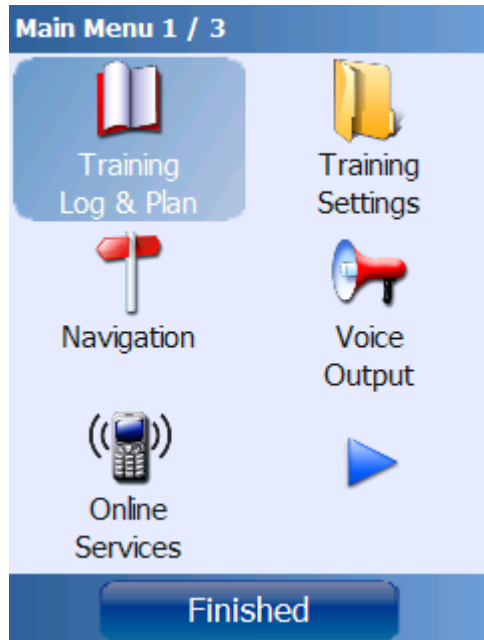 Main Menu 1 / 3
Training
Log & Plan
Training
Settings
Navigation
Voice
Output
Online
Services
Finished